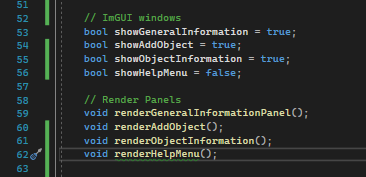 51
52 // ImGUI windows
53 bool showGeneralInformation = true;
54 bool showAddObject = true;
55 bool showObjectInformation = true;
56 bool showHelpMenu = false;
57
58 // Render Panels
59 void renderGeneralInformationPanel();
60 void renderAddObject();
61 void renderObjectInformation();
62 void renderHelpMenu();
63